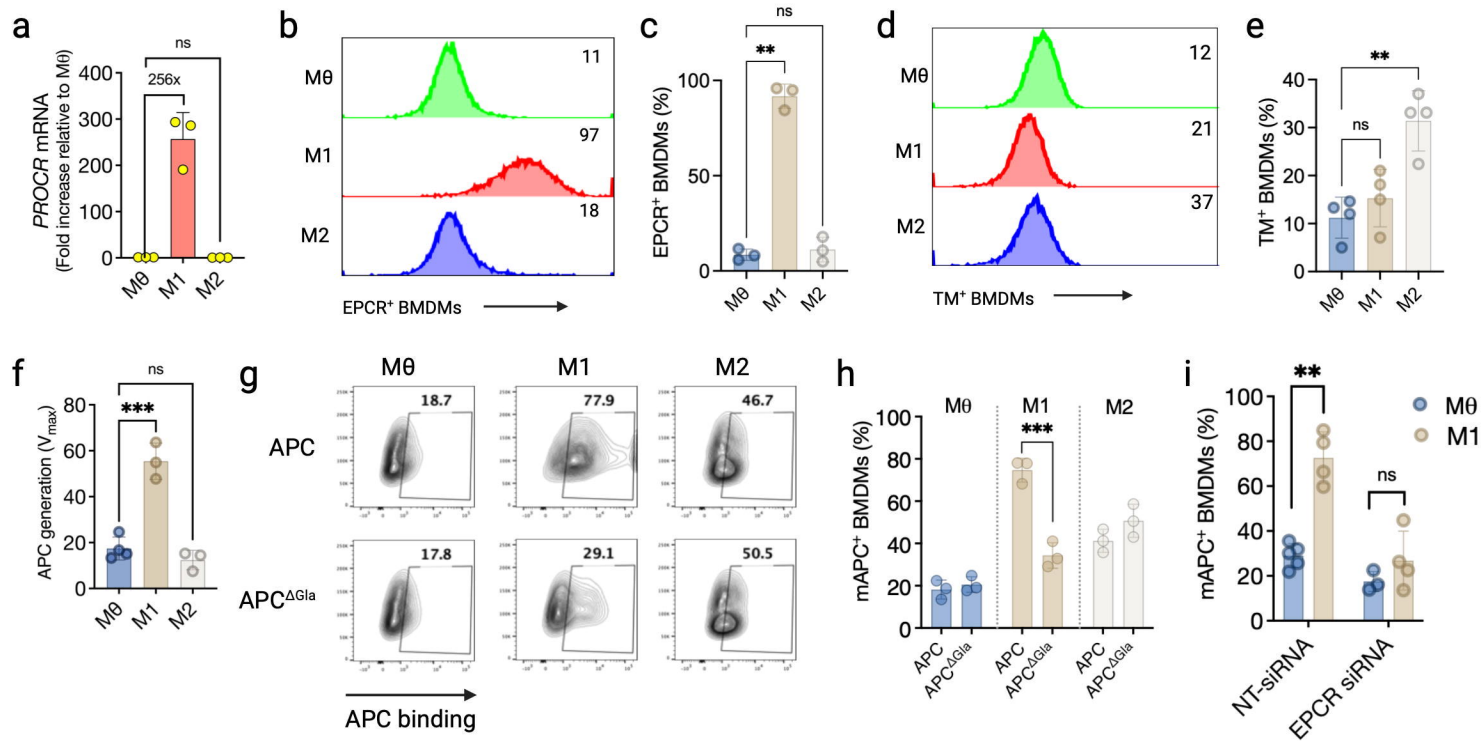 a
PROCR mRNA
(Fold increase relative to Mθ)
400
300
200
100
0
ns
256x
Mθ
M1
M2
b
Mθ
11
M1
97
M2
18
EPCR⁺ BMDMs
c
EPCR⁺ BMDMs (%)
100
50
0
ns
**
Mθ
M1
M2
d
Mθ
12
M1
21
M2
37
TM⁺ BMDMs
e
TM⁺ BMDMs (%)
40
30
20
10
0
**
ns
Mθ
M1
M2
f
APC generation (Vmax)
80
60
40
20
0
ns
***
Mθ
M1
M2
g
Mθ M1 M2
APC
18.7
77.9
46.7
APCΔGla
17.8
29.1
50.5
APC binding
h
mAPC⁺ BMDMs (%)
100
80
60
40
20
0
Mθ M1 M2
***
APC
APCΔGla
APC
APCΔGla
APC
APCΔGla
i
mAPC⁺ BMDMs (%)
100
80
60
40
20
0
**
ns
Mθ
M1
NT-siRNA
EPCR siRNA